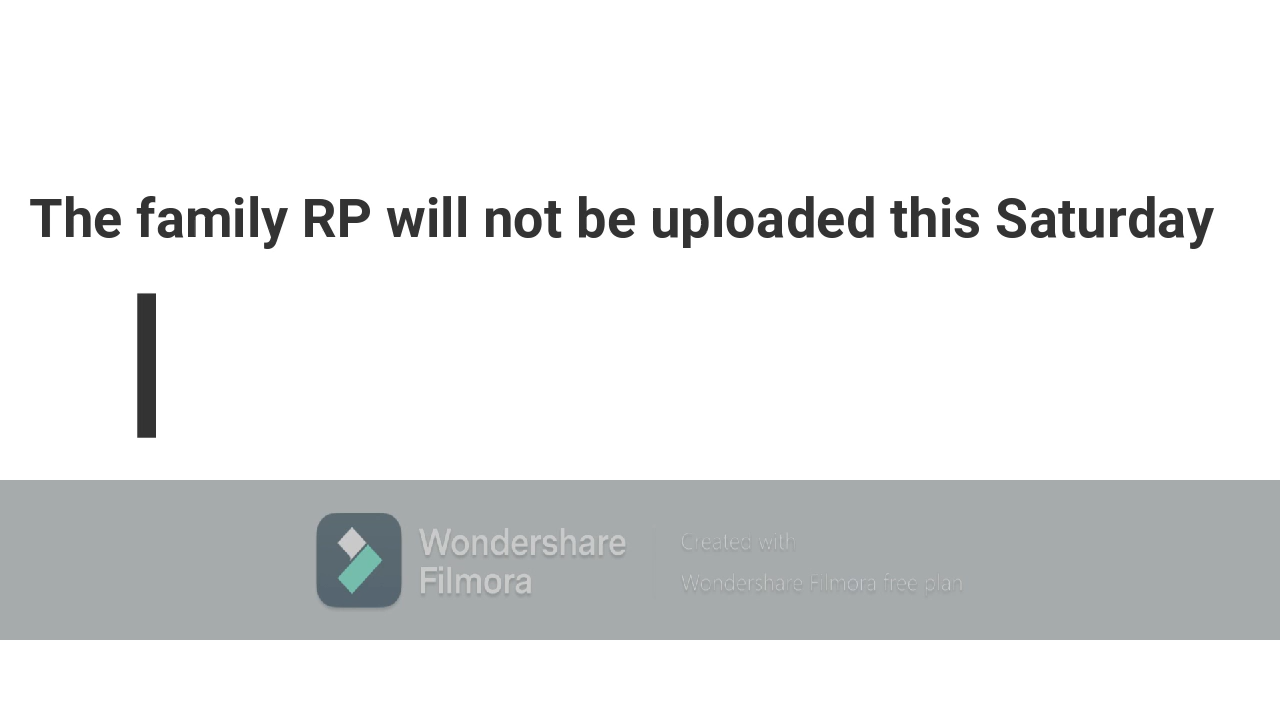 The family RP will not be uploaded this Saturday
Wondershare
Filmora
Created with
Wondershare Filmora free plan